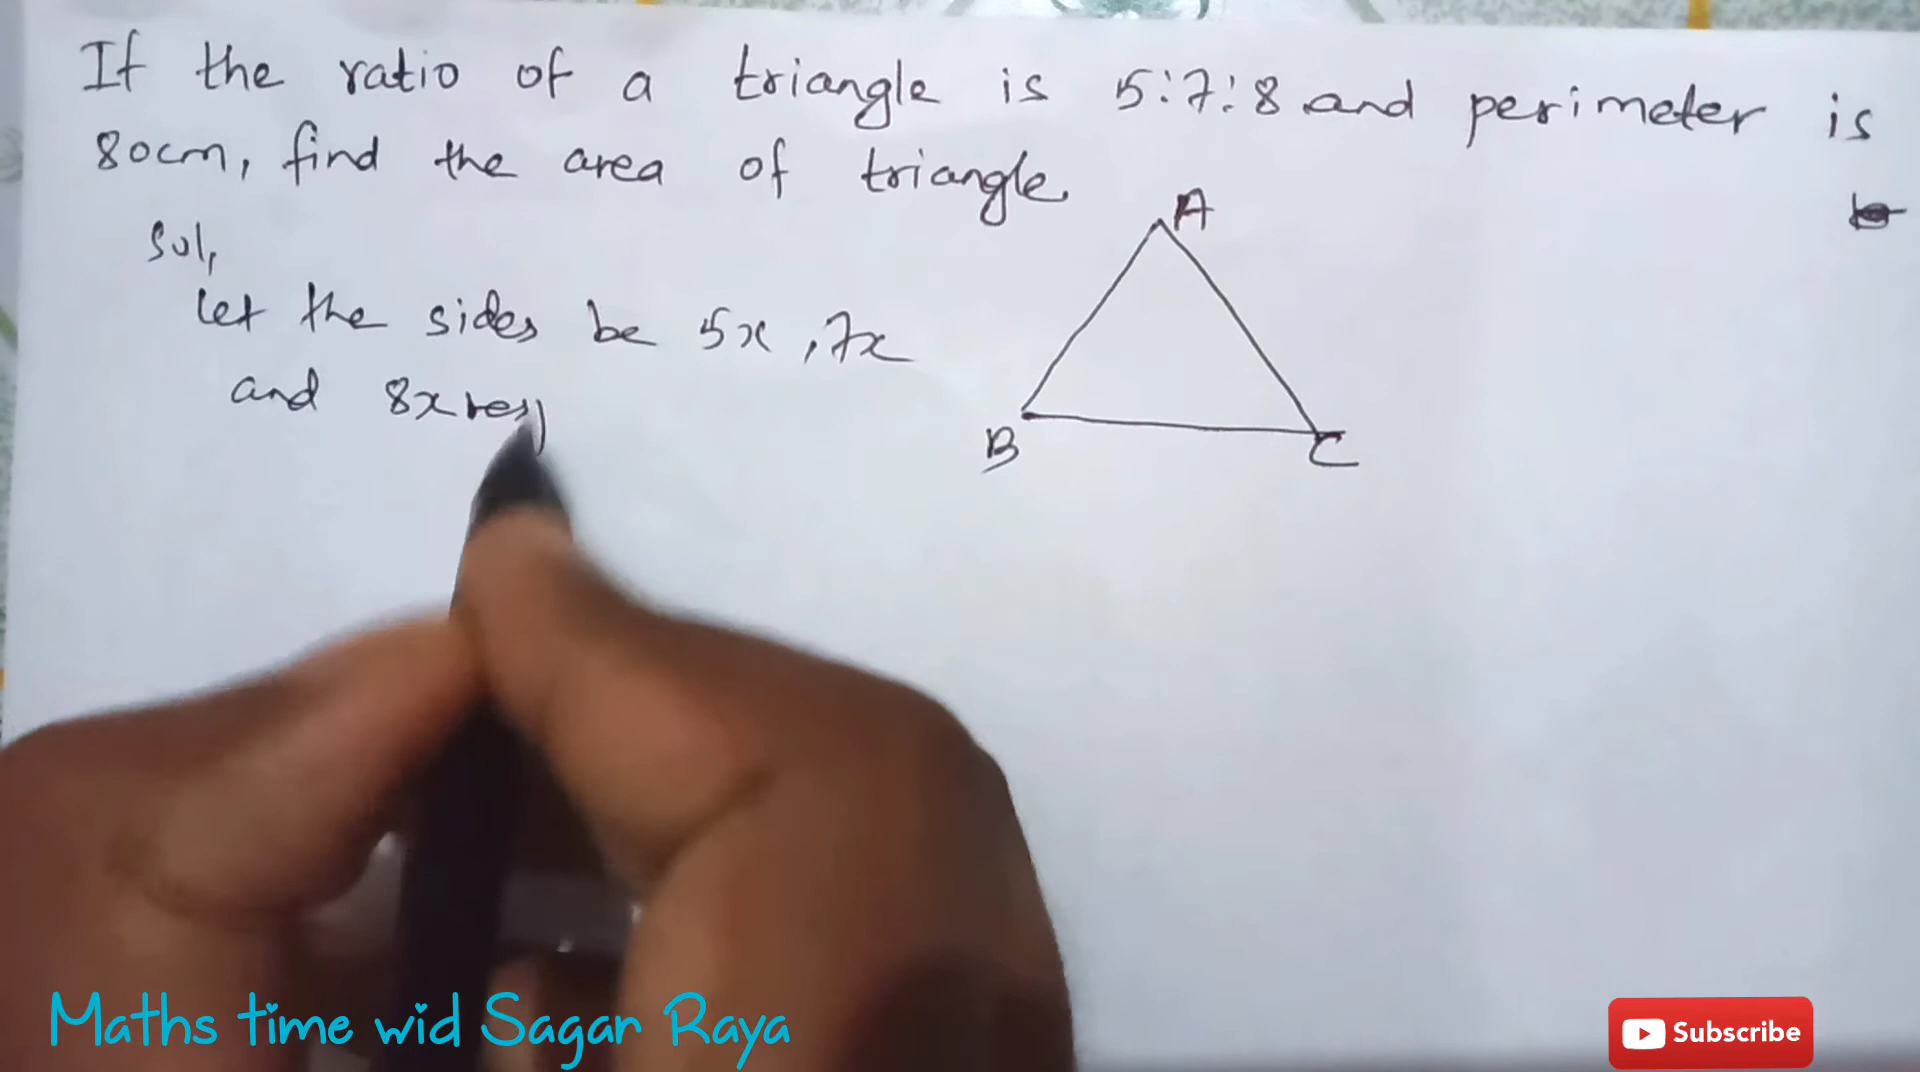 If the ratio of a triangle is 5:7:8 and perimeter is
80cm, find the area of triangle.
Sol,
let the sides be 5x, 7x
and 8x resp
A
B
C
Maths time wid Sagar Raya
Subscribe